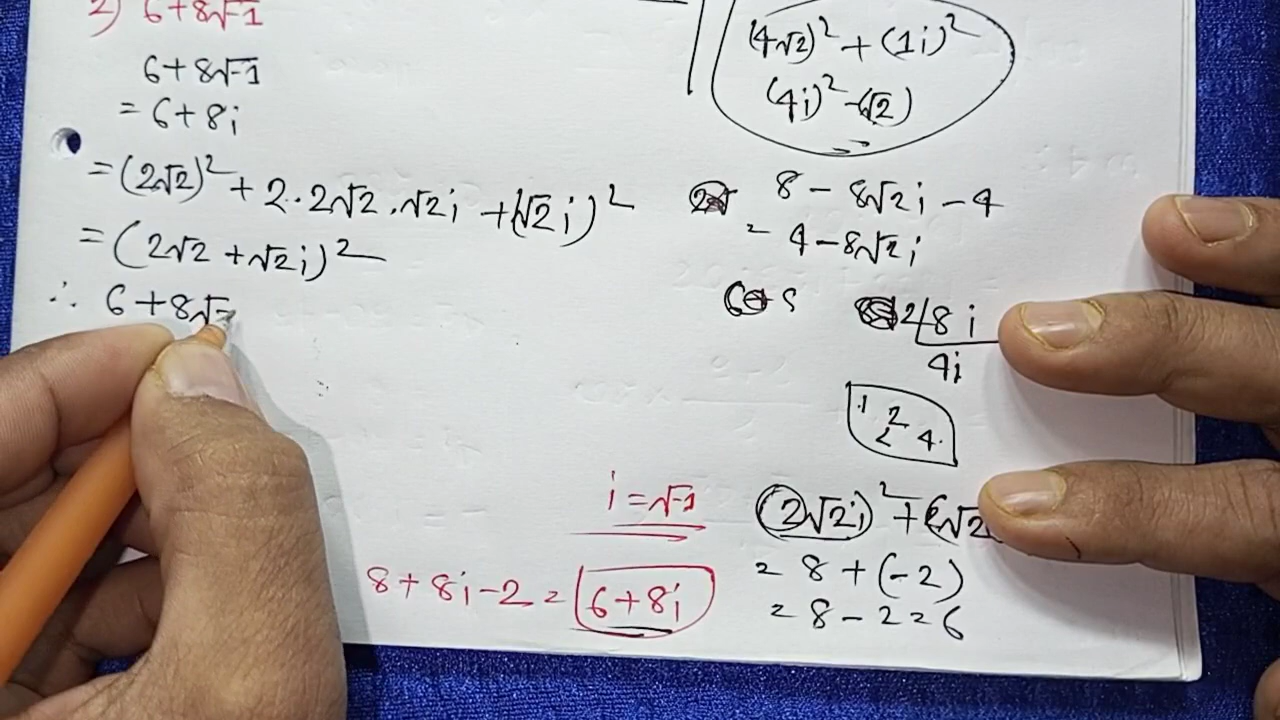 2) 6+8√-1
6+8√-1
= 6+8i
= (2√2)² + 2·2√2·√2i + (√2i)²
= (2√2 + √2i)²
∴ 6+8√-
(4√2)² + (1i)²
(4i)² - (√2)
8 - 8√2i - 4
= 4 - 8√2i
S
2 8i
4i
1 2 4
i = √-1
8 + 8i - 2 = 6+8i
(2√2i)² + (√2
= 8 + (-2)
= 8 - 2 = 6